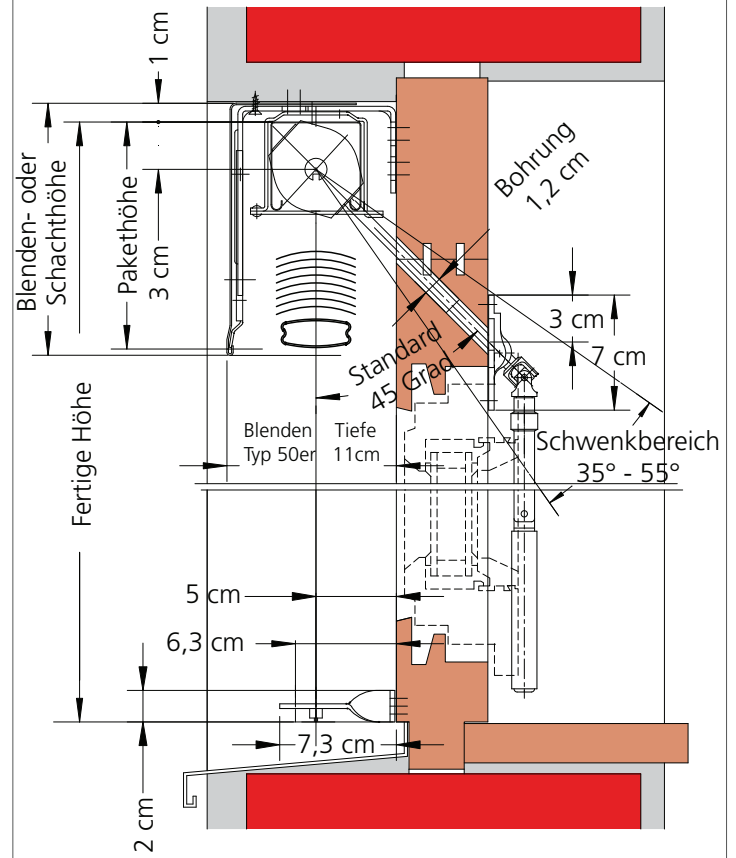 1 cm
Blenden- oder
Schachthöhe
Pakethöhe
3 cm
Bohrung
1,2 cm
3 cm
7 cm
Standard
45 Grad
Blenden Tiefe
Typ 50er 11cm
Schwenkbereich
35° - 55°
Fertige Höhe
5 cm
6,3 cm
7,3 cm
2 cm